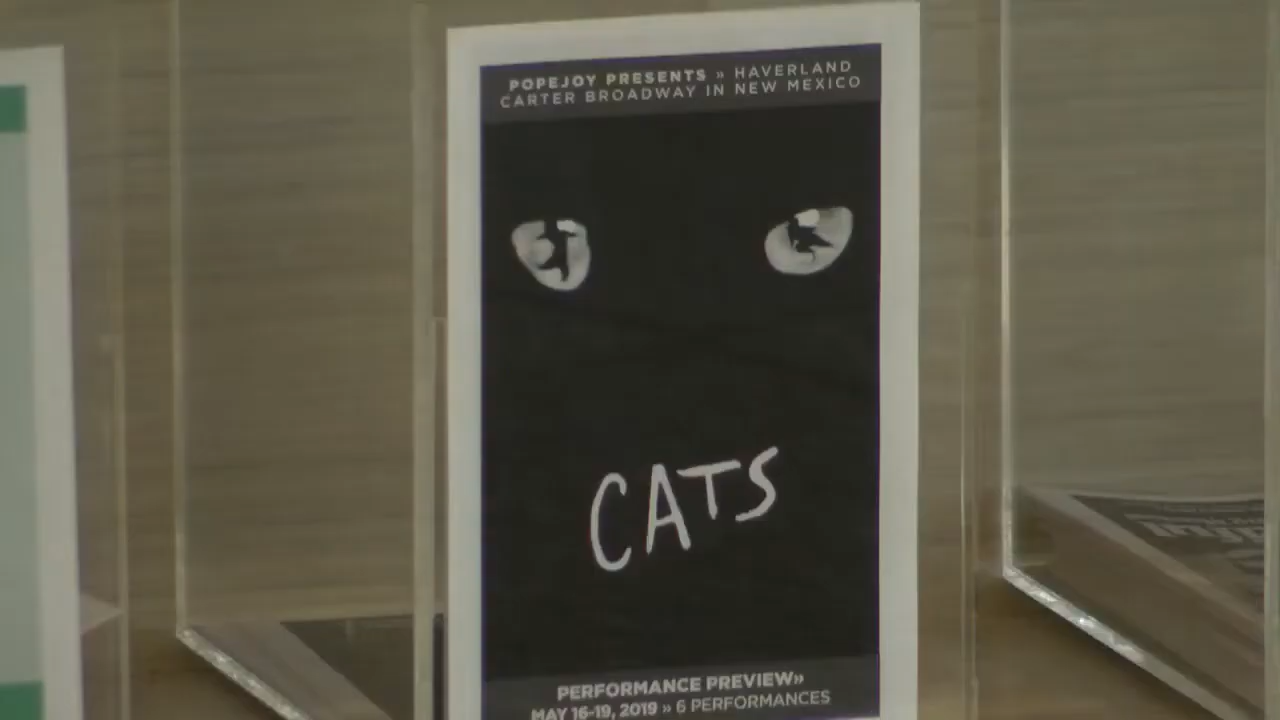 POPEJOY PRESENTS » HAVERLAND
CARTER BROADWAY IN NEW MEXICO
CATS
PERFORMANCE PREVIEW»
MAY 16-19, 2019 » 6 PERFORMANCES